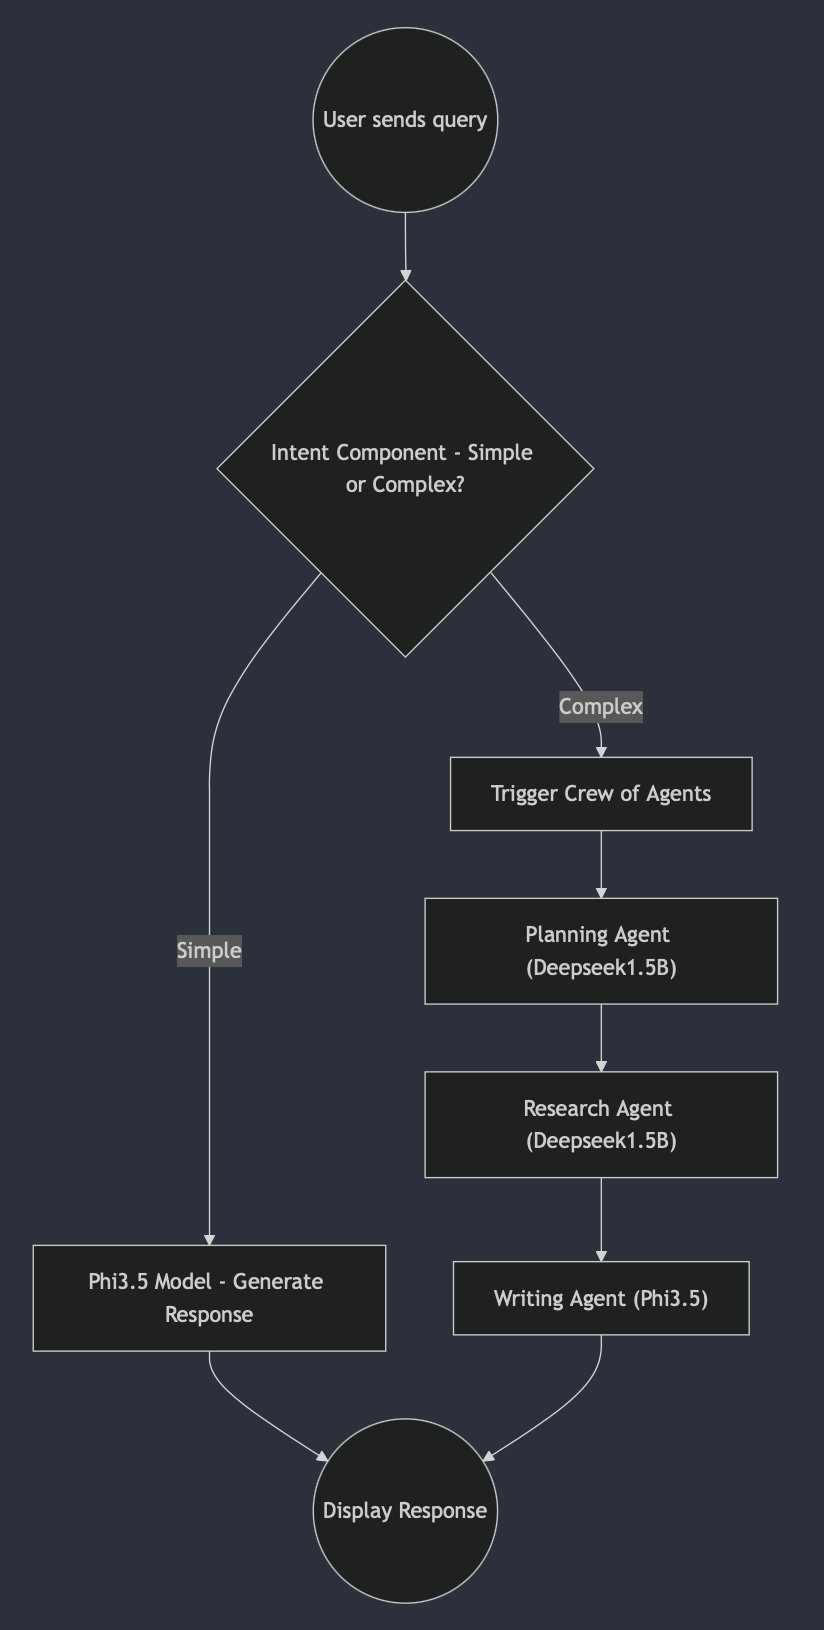 User sends query
Intent Component - Simple
or Complex?
Complex
Trigger Crew of Agents
Planning Agent
(Deepseek1.5B)
Simple
Research Agent
(Deepseek1.5B)
Phi3.5 Model - Generate
Response
Writing Agent (Phi3.5)
Display Response